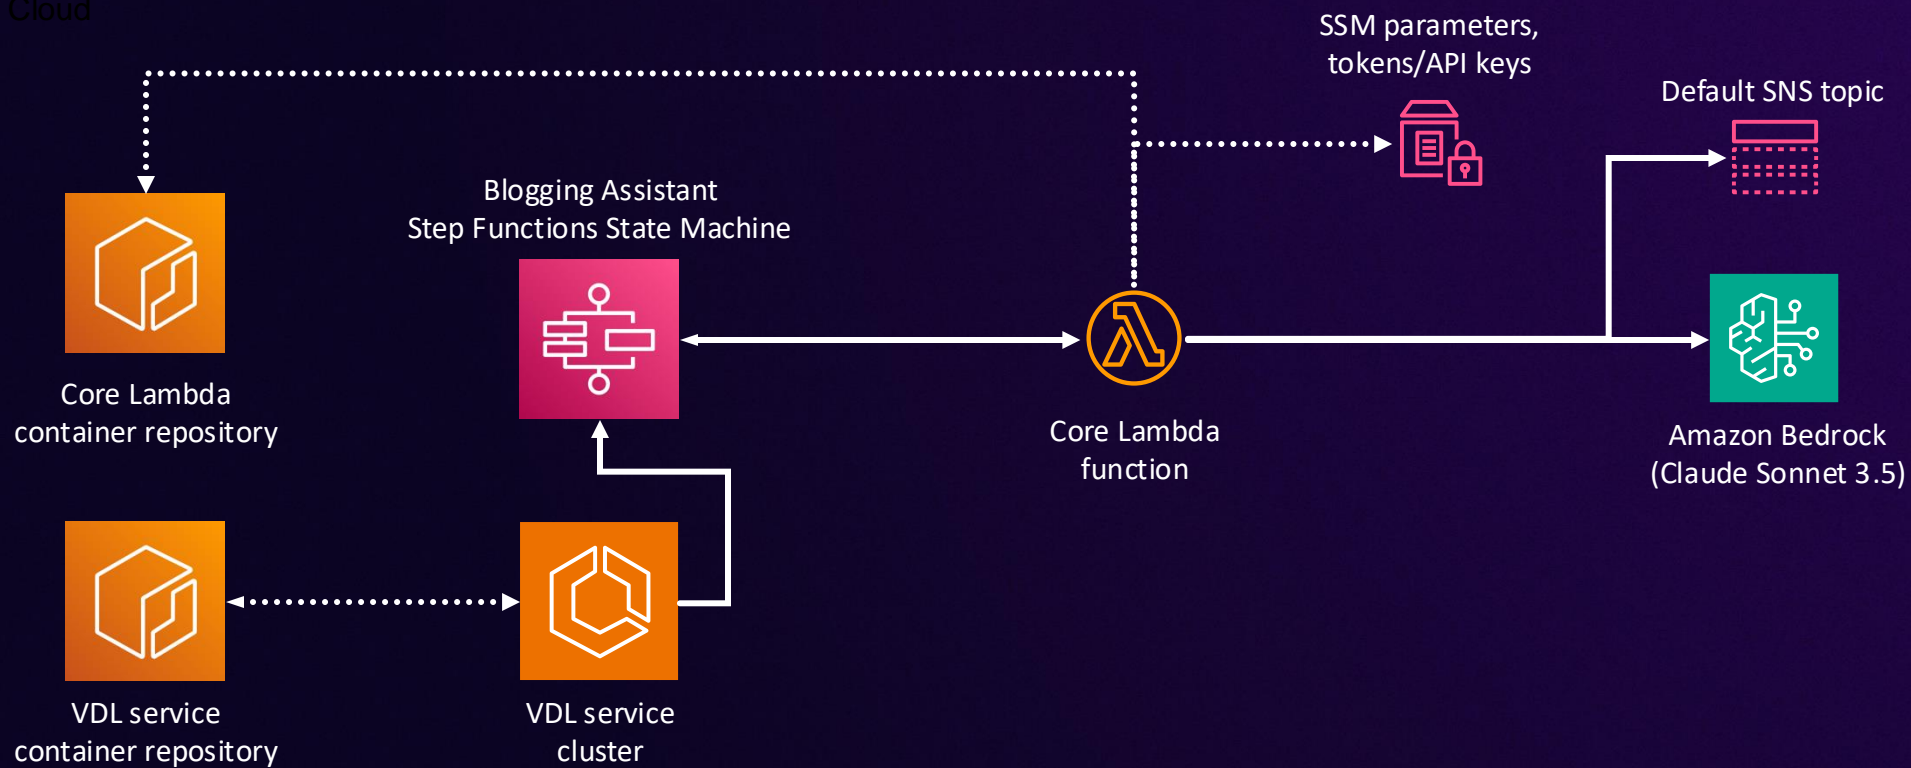 Cloud
SSM parameters,
tokens/API keys
Default SNS topic
Blogging Assistant
Step Functions State Machine
Core Lambda
container repository
Core Lambda
function
Amazon Bedrock
(Claude Sonnet 3.5)
VDL service
container repository
VDL service
cluster